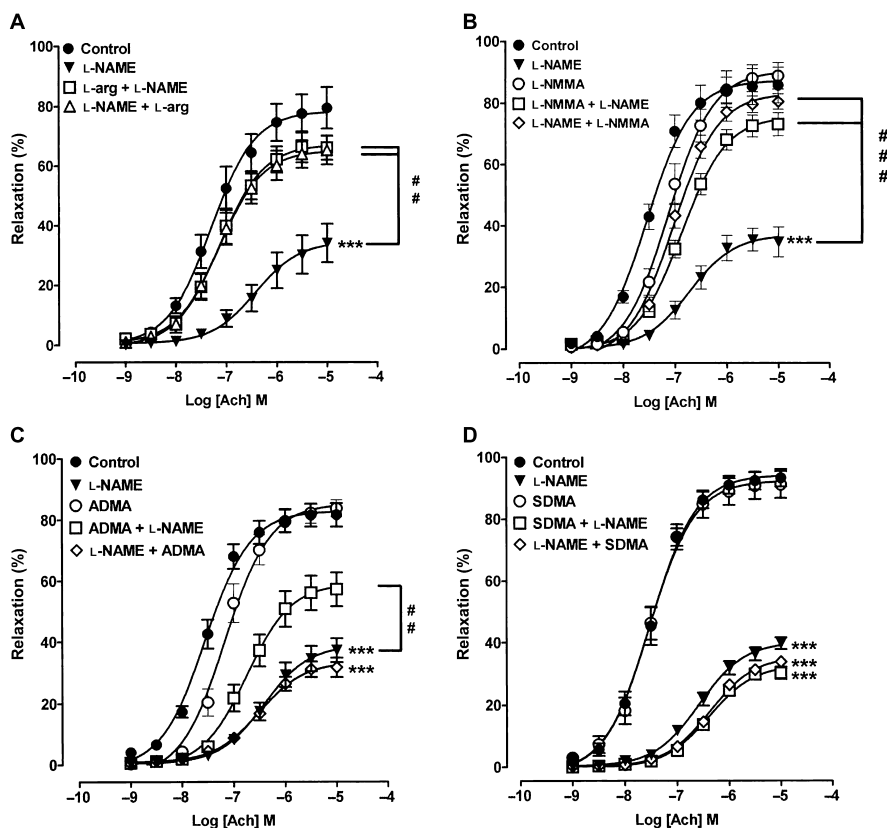 A
Control
L-NAME
L-arg + L-NAME
L-NAME + L-arg
Relaxation (%)
100
80
60
40
20
0
##
***
–10 –9 –8 –7 –6 –5 –4
Log [Ach] M
B
Control
L-NAME
L-NMMA
L-NMMA + L-NAME
L-NAME + L-NMMA
Relaxation (%)
100
80
60
40
20
0
###
***
–10 –9 –8 –7 –6 –5 –4
Log [Ach] M
C
Control
L-NAME
ADMA
ADMA + L-NAME
L-NAME + ADMA
Relaxation (%)
100
80
60
40
20
0
##
***
***
–10 –9 –8 –7 –6 –5 –4
Log [Ach] M
D
Control
L-NAME
SDMA
SDMA + L-NAME
L-NAME + SDMA
Relaxation (%)
100
80
60
40
20
0
***
***
***
–10 –9 –8 –7 –6 –5 –4
Log [Ach] M